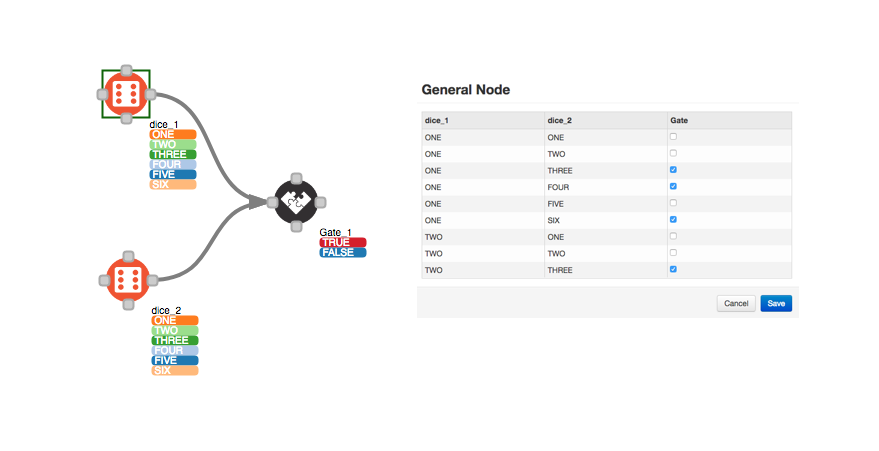 dice_1
ONE
TWO
THREE
FOUR
FIVE
SIX
Gate_1
TRUE
FALSE
dice_2
ONE
TWO
THREE
FOUR
FIVE
SIX
General Node
dice_1 dice_2 Gate
ONE ONE
ONE TWO
ONE THREE
ONE FOUR
ONE FIVE
ONE SIX
TWO ONE
TWO TWO
TWO THREE
Cancel Save